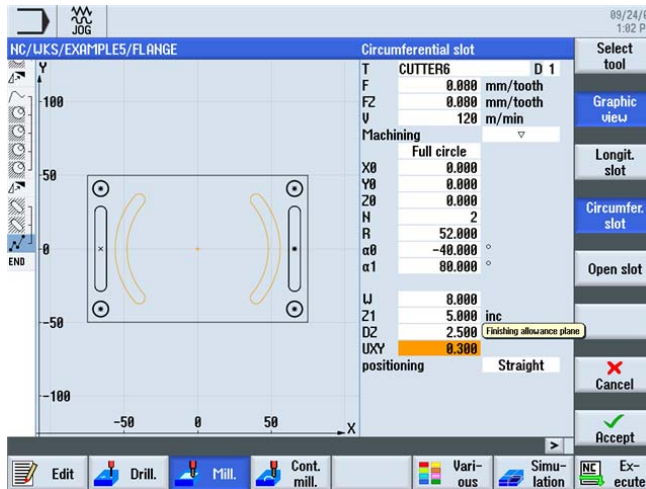 JOG
09/24/
1:02 P
NC/WKS/EXAMPLE5/FLANGE
Circumferential slot
Select tool
Y
T CUTTER6 D 1
F 0.080 mm/tooth
FZ 0.080 mm/tooth
V 120 m/min
Machining ▽
Full circle
X0 0.000
Y0 0.000
Z0 0.000
N 2
R 52.000
α0 -40.000 °
α1 80.000 °
W 8.000
Z1 5.000 inc
DZ 2.500
Finishing allowance plane
UXY 0.300
positioning Straight
100
50
0
-50
-100
END
-50 0 50 X
Graphic view
Longit. slot
Circumfer. slot
Open slot
Cancel
Accept
>
Edit
Drill.
Mill.
Cont. mill.
Vari- ous
Simu- lation
NC Ex- ecute